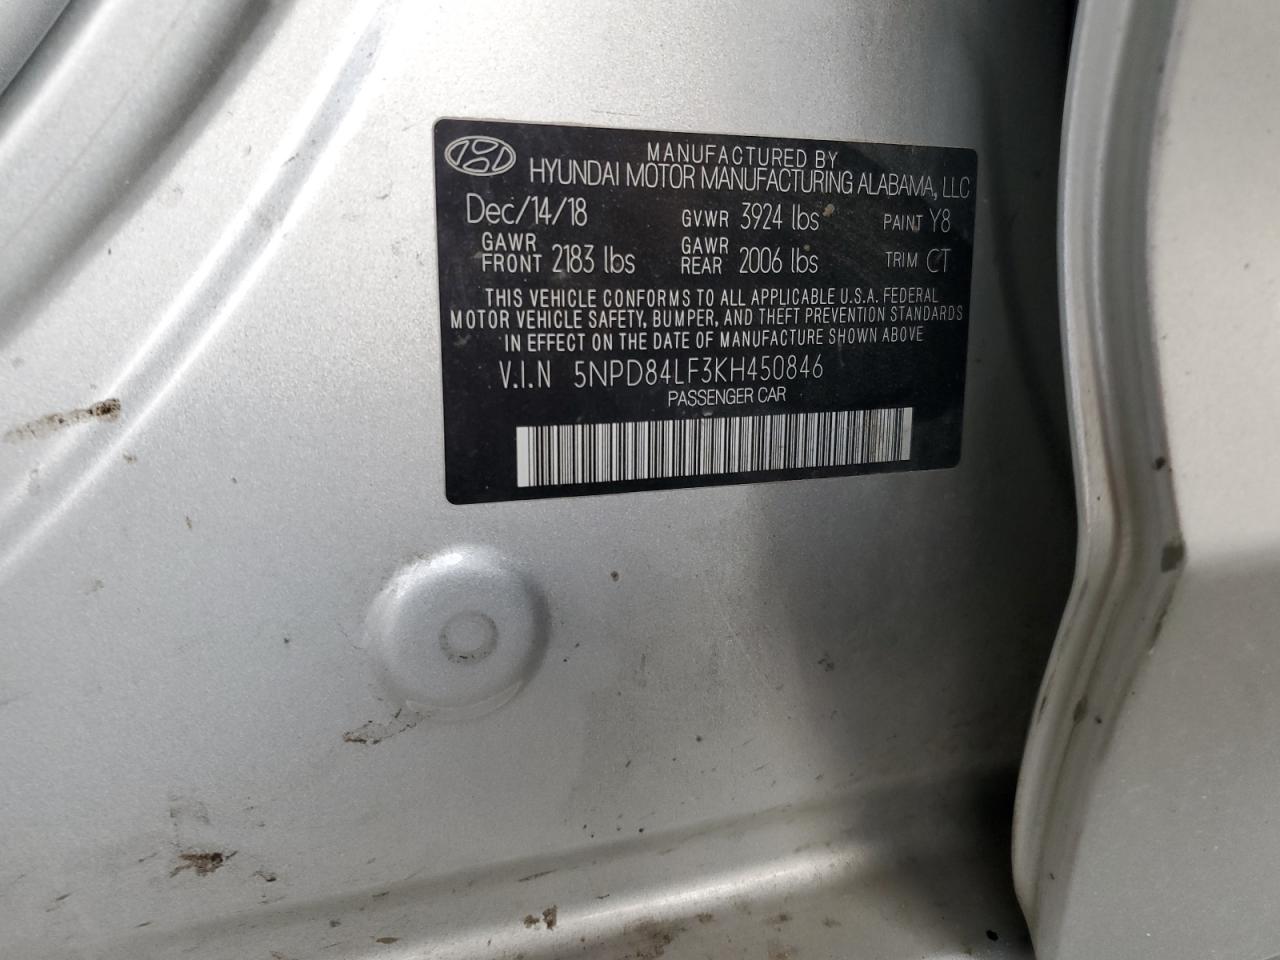 MANUFACTURED BY
HYUNDAI MOTOR MANUFACTURING ALABAMA, LLC
Dec/14/18 GVWR 3924 lbs PAINT Y8
GAWR FRONT 2183 lbs GAWR REAR 2006 lbs TRIM CT
THIS VEHICLE CONFORMS TO ALL APPLICABLE U.S.A. FEDERAL
MOTOR VEHICLE SAFETY, BUMPER, AND THEFT PREVENTION STANDARDS
IN EFFECT ON THE DATE OF MANUFACTURE SHOWN ABOVE
V.I.N 5NPD84LF3KH450846
PASSENGER CAR